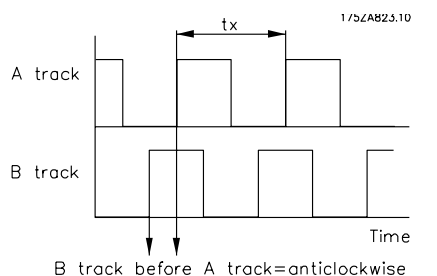 175ZA823.10
tx
A track
B track
Time
B track before A track=anticlockwise